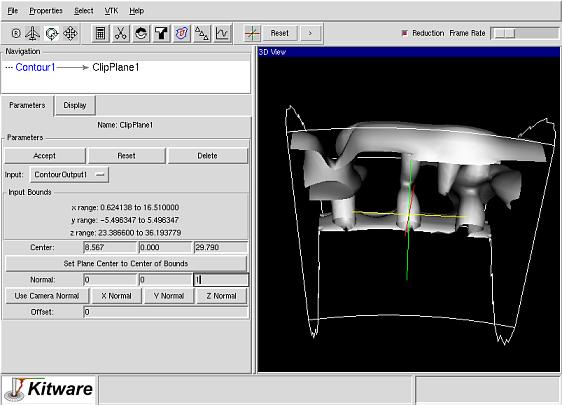 File Properties Select VTK Help
R Reset >
Reduction Frame Rate
Navigation
Contour1 ClipPlane1
3D View
Parameters Display
Name: ClipPlane1
Parameters
Accept Reset Delete
Input: ContourOutput1
Input Bounds
x range: 0.624138 to 16.510000
y range: -5.496347 to 5.496347
z range: 23.386600 to 36.193779
Center: 8.567 0.000 29.790
Set Plane Center to Center of Bounds
Normal: 0 0 1
Use Camera Normal X Normal Y Normal Z Normal
Offset: 0
Kitware